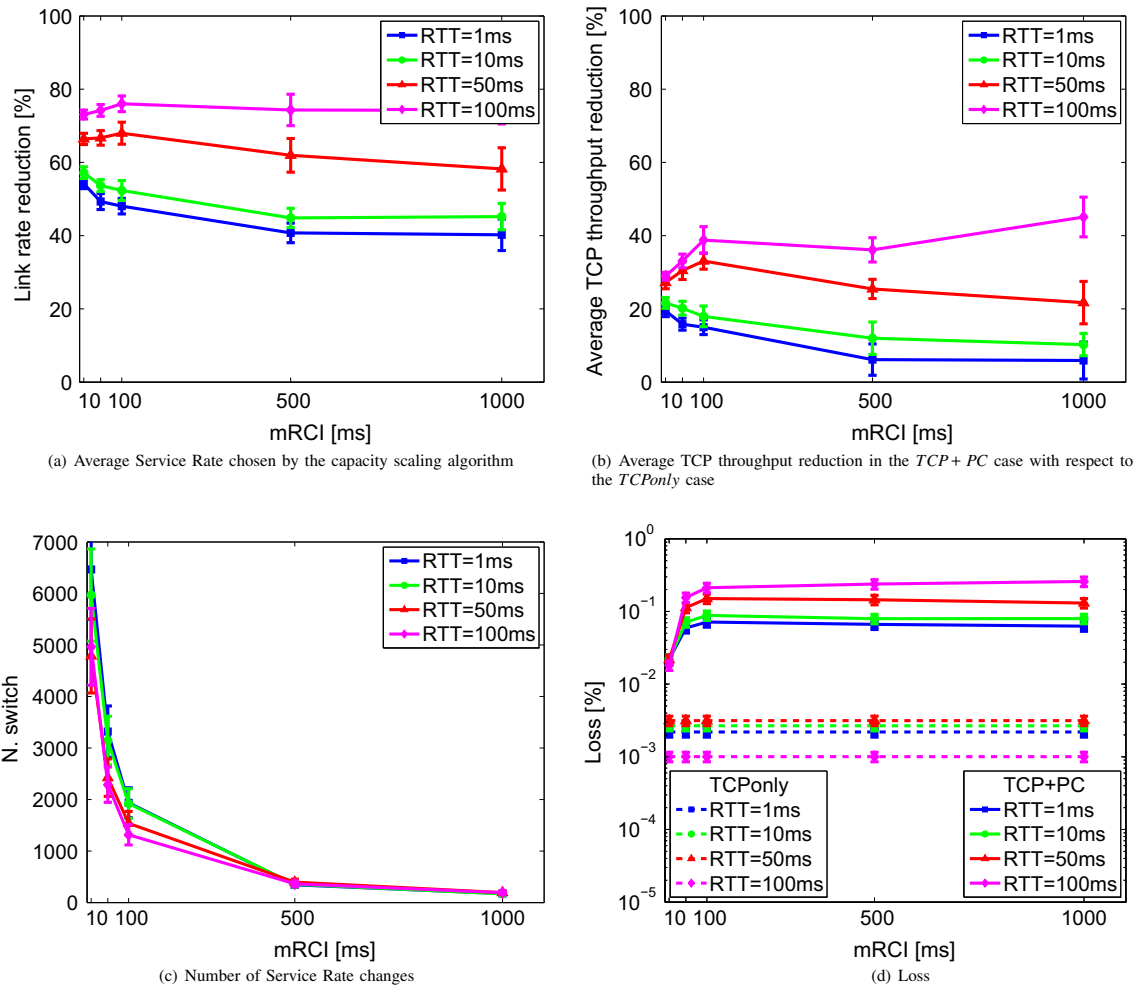 100
80
60
40
20
0
Link rate reduction [%]
RTT=1ms
RTT=10ms
RTT=50ms
RTT=100ms
10 100 500 1000
mRCI [ms]
(a) Average Service Rate chosen by the capacity scaling algorithm
100
80
60
40
20
0
Average TCP throughput reduction [%]
RTT=1ms
RTT=10ms
RTT=50ms
RTT=100ms
10 100 500 1000
mRCI [ms]
(b) Average TCP throughput reduction in the TCP+PC case with respect to
the TCPonly case
7000
6000
5000
4000
3000
2000
1000
0
N. switch
RTT=1ms
RTT=10ms
RTT=50ms
RTT=100ms
10 100 500 1000
mRCI [ms]
(c) Number of Service Rate changes
10^0
10^-1
10^-2
10^-3
10^-4
10^-5
Loss [%]
TCPonly
RTT=1ms
RTT=10ms
RTT=50ms
RTT=100ms
TCP+PC
RTT=1ms
RTT=10ms
RTT=50ms
RTT=100ms
10 100 500 1000
mRCI [ms]
(d) Loss